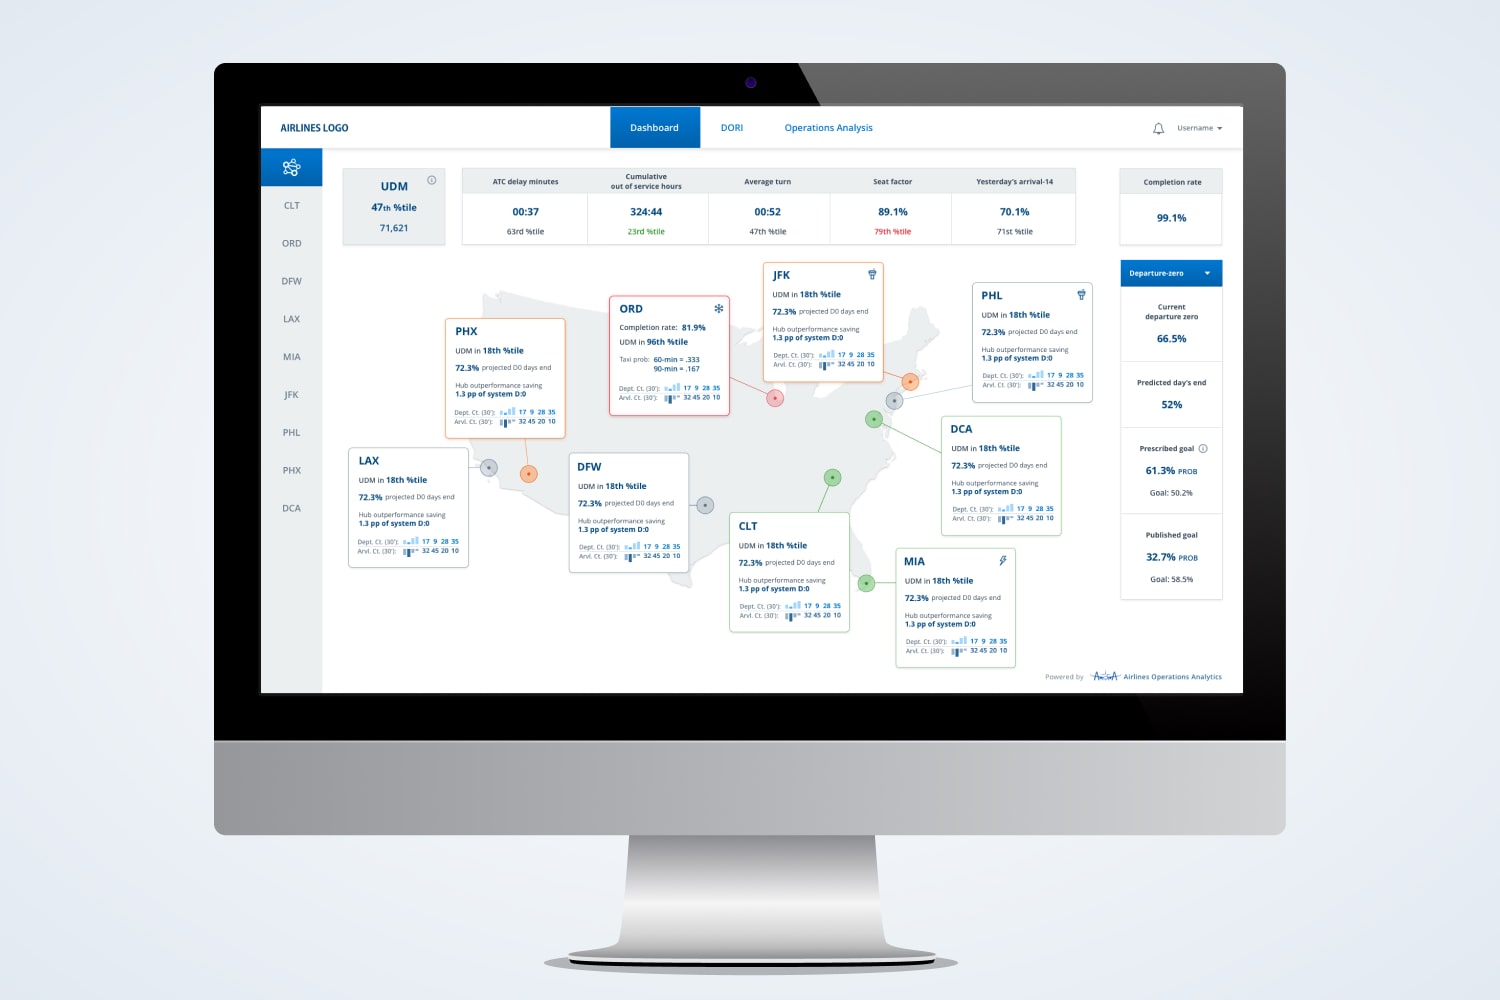 AIRLINES LOGO
Dashboard
DORI
Operations Analysis
Username
CLT
ORD
DFW
LAX
MIA
JFK
PHL
PHX
DCA
UDM
47th %tile
71,621
ATC delay minutes
00:37
63rd %tile
Cumulative
out of service hours
324:44
23rd %tile
Average turn
00:52
47th %tile
Seat factor
89.1%
79th %tile
Yesterday's arrival-14
70.1%
71st %tile
Completion rate
99.1%
Departure-zero
Current
departure zero
66.5%
Predicted day's end
52%
Prescribed goal
61.3% PROB
Goal: 50.2%
Published goal
32.7% PROB
Goal: 58.5%
JFK
UDM in 18th %tile
72.3% projected D0 days end
Hub outperformance saving
1.3 pp of system D:0
Dept. Ct. (30'): 17 9 28 35
Arvl. Ct. (30'): 32 45 20 10
PHL
UDM in 18th %tile
72.3% projected D0 days end
Hub outperformance saving
1.3 pp of system D:0
Dept. Ct. (30'): 17 9 28 35
Arvl. Ct. (30'): 32 45 20 10
ORD
Completion rate: 81.9%
UDM in 96th %tile
Taxi prob: 60-min = .333
90-min = .167
Dept. Ct. (30'): 17 9 28 35
Arvl. Ct. (30'): 32 45 20 10
PHX
UDM in 18th %tile
72.3% projected D0 days end
Hub outperformance saving
1.3 pp of system D:0
Dept. Ct. (30'): 17 9 28 35
Arvl. Ct. (30'): 32 45 20 10
DCA
UDM in 18th %tile
72.3% projected D0 days end
Hub outperformance saving
1.3 pp of system D:0
Dept. Ct. (30'): 17 9 28 35
Arvl. Ct. (30'): 32 45 20 10
LAX
UDM in 18th %tile
72.3% projected D0 days end
Hub outperformance saving
1.3 pp of system D:0
Dept. Ct. (30'): 17 9 28 35
Arvl. Ct. (30'): 32 45 20 10
DFW
UDM in 18th %tile
72.3% projected D0 days end
Hub outperformance saving
1.3 pp of system D:0
Dept. Ct. (30'): 17 9 28 35
Arvl. Ct. (30'): 32 45 20 10
CLT
UDM in 18th %tile
72.3% projected D0 days end
Hub outperformance saving
1.3 pp of system D:0
Dept. Ct. (30'): 17 9 28 35
Arvl. Ct. (30'): 32 45 20 10
MIA
UDM in 18th %tile
72.3% projected D0 days end
Hub outperformance saving
1.3 pp of system D:0
Dept. Ct. (30'): 17 9 28 35
Arvl. Ct. (30'): 32 45 20 10
Powered by Airlines Operations Analytics